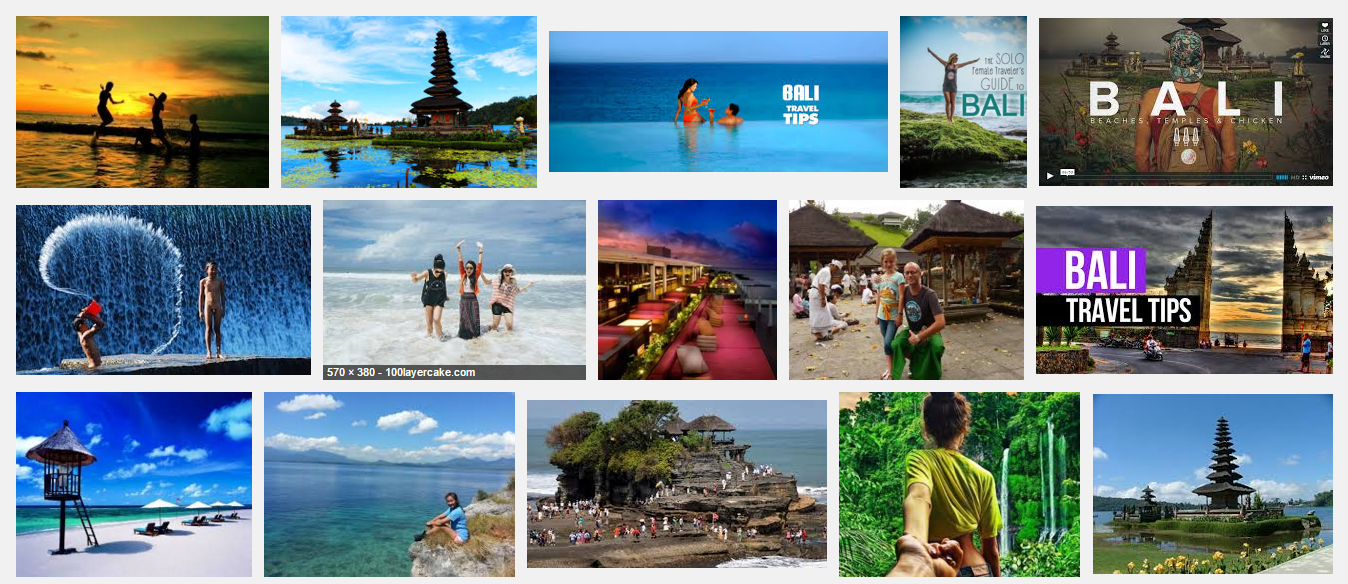 BALI
TRAVEL
TIPS
THE SOLO
female Traveler's
GUIDE to
BALI
BALI
BEACHES, TEMPLES & CHICKEN
HD
vimeo
570 × 380 - 100layercake.com
BALI
TRAVEL TIPS